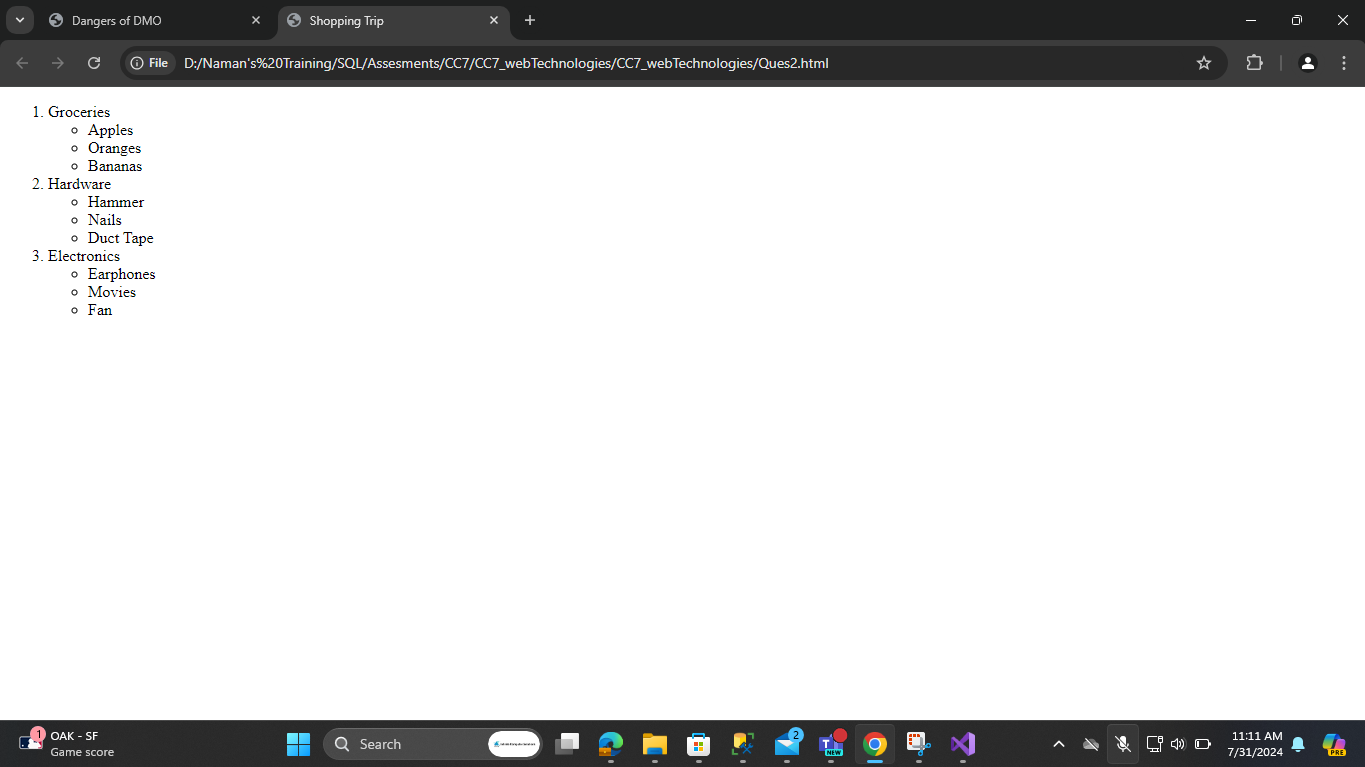 Dangers of DMO
Shopping Trip
File
D:/Naman's%20Training/SQL/Assesments/CC7/CC7_webTechnologies/CC7_webTechnologies/Ques2.html
1. Groceries
Apples
Oranges
Bananas
2. Hardware
Hammer
Nails
Duct Tape
3. Electronics
Earphones
Movies
Fan
1
OAK - SF
Game score
Search
2
NEW
11:11 AM
7/31/2024
PRE